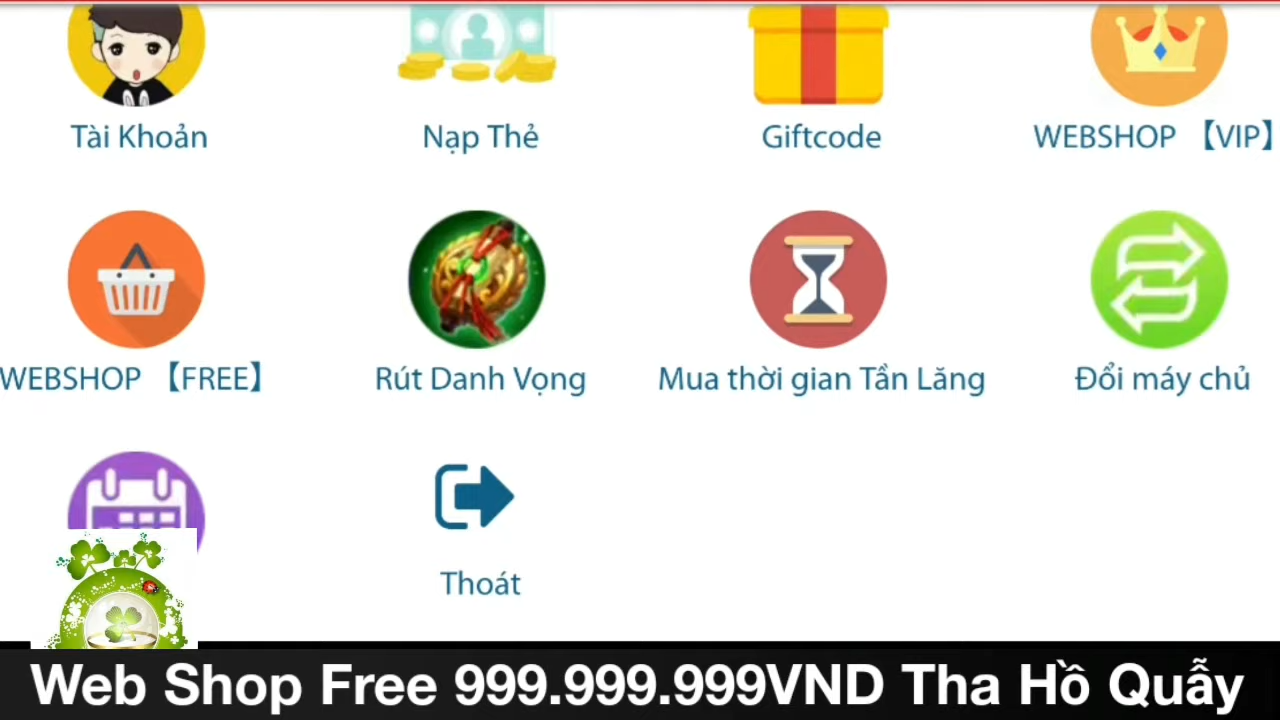 Tài Khoản
Nạp Thẻ
Giftcode
WEBSHOP 【VIP】
WEBSHOP 【FREE】
Rút Danh Vọng
Mua thời gian Tần Lăng
Đổi máy chủ
Thoát
Web Shop Free 999.999.999VND Tha Hồ Quẫy